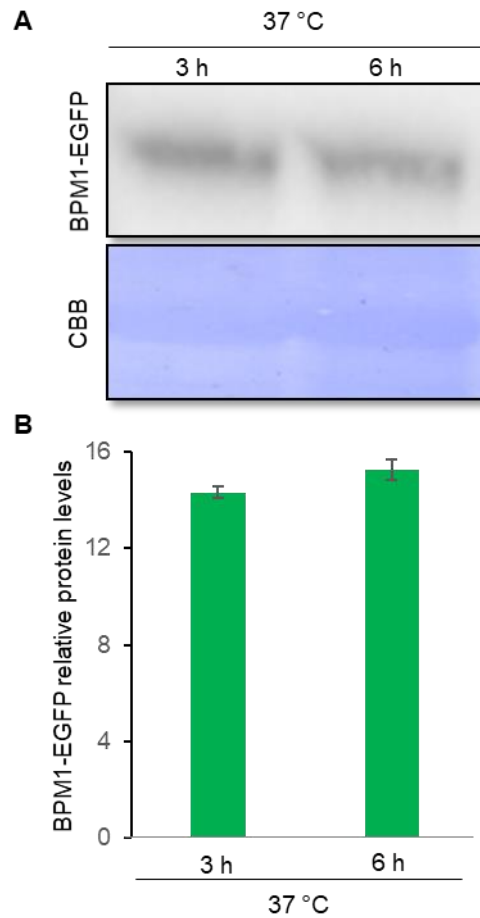 A
37 °C
3 h 6 h
BPM1-EGFP
CBB
B
BPM1-EGFP relative protein levels
16
12
8
4
0
3 h 6 h
37 °C